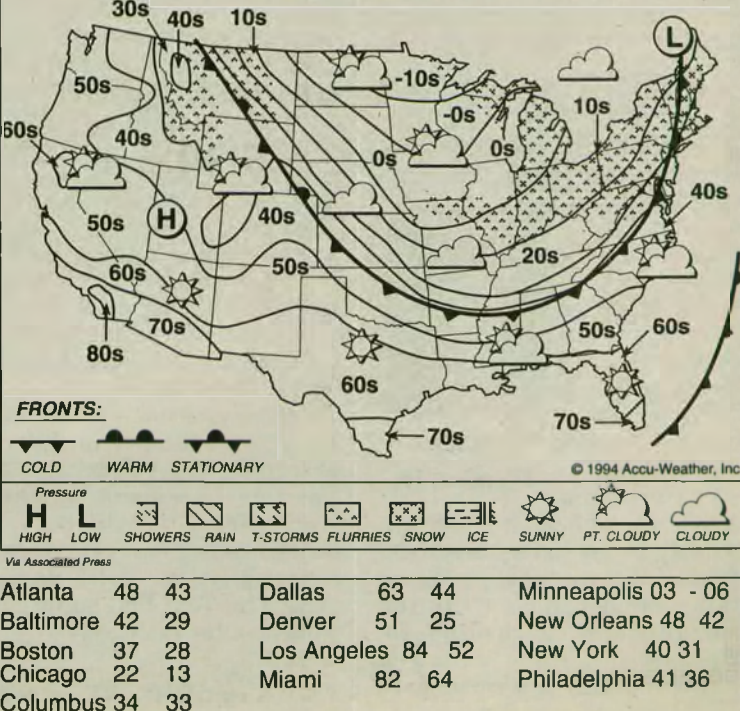 30s 40s 10s
L
50s
-10s
-0s
10s
60s
40s
0s
0s
H
50s
40s
40s
60s
50s
20s
70s
80s
50s
60s
60s
70s
70s
FRONTS:
COLD WARM STATIONARY
© 1994 Accu-Weather, Inc
Pressure
H L
HIGH LOW SHOWERS RAIN T-STORMS FLURRIES SNOW ICE SUNNY PT. CLOUDY CLOUDY
Via Associated Press
Atlanta 48 43 Dallas 63 44 Minneapolis 03 - 06
Baltimore 42 29 Denver 51 25 New Orleans 48 42
Boston 37 28 Los Angeles 84 52 New York 40 31
Chicago 22 13 Miami 82 64 Philadelphia 41 36
Columbus 34 33